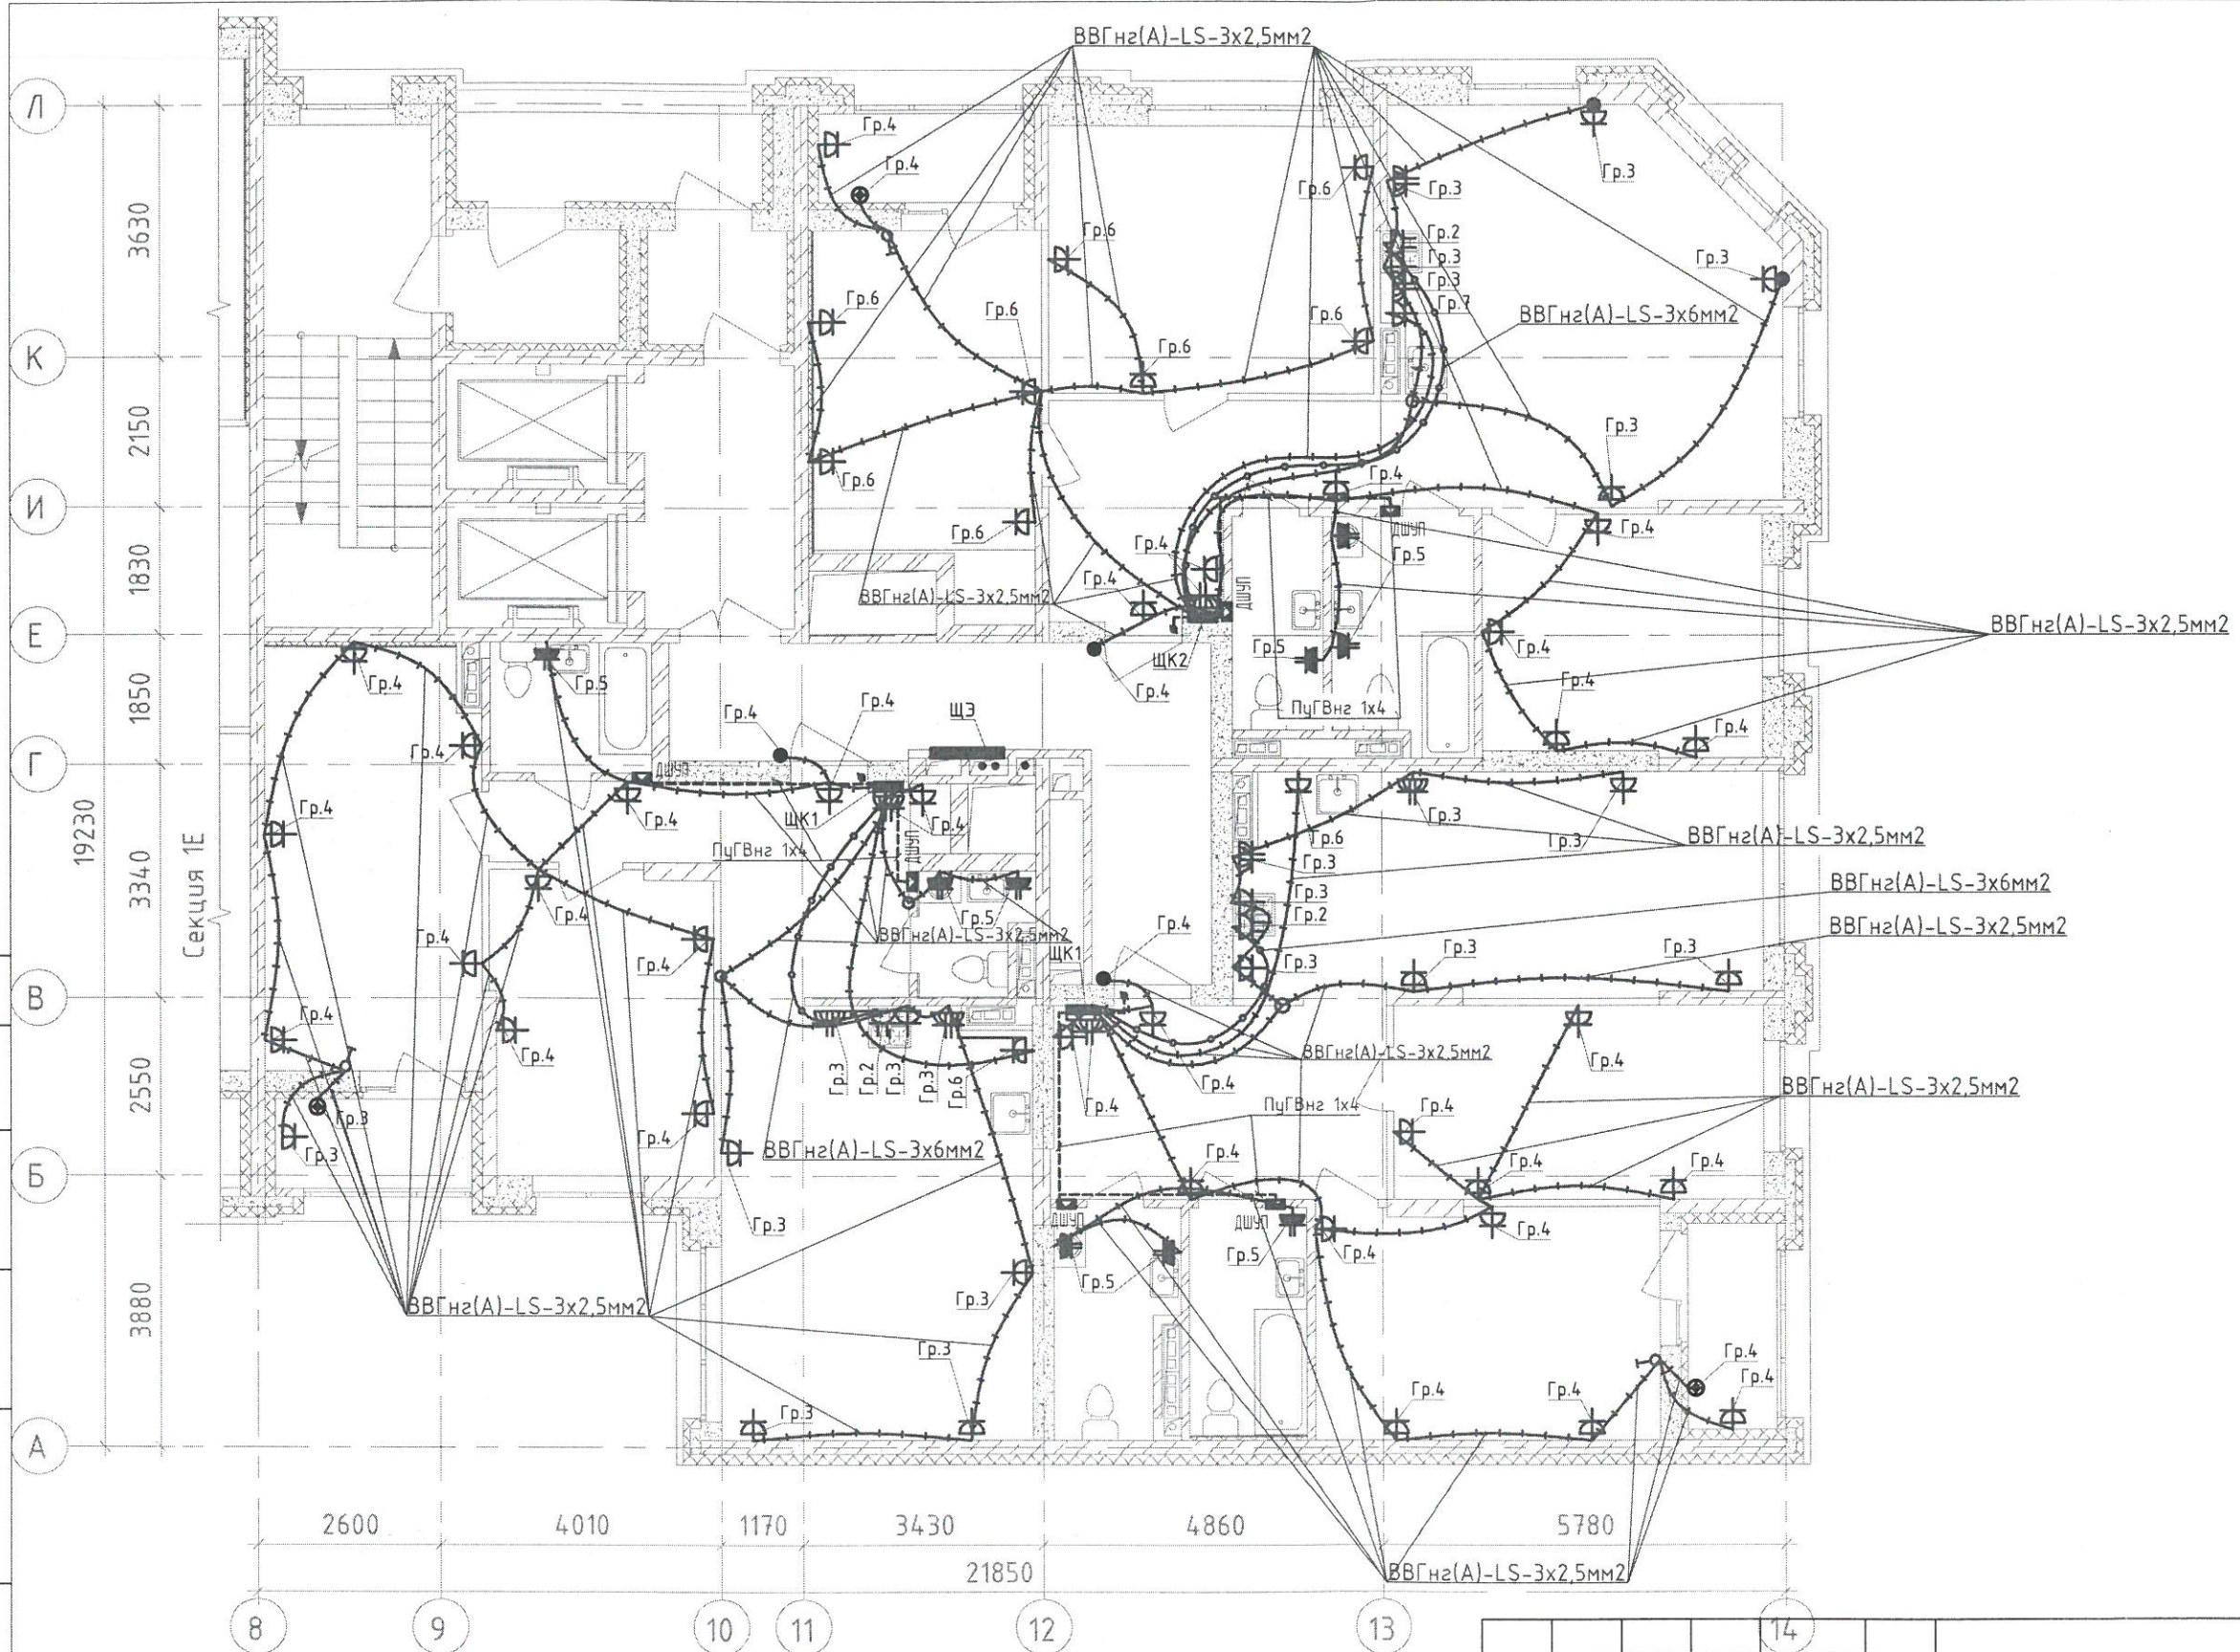 ВВГнг(А)-LS-3х2,5мм2
Л
Гр.4
Гр.4
Гр.6
Гр.3
Гр.3
3630
Гр.6
Гр.2
Гр.3
Гр.3
Гр.3
Гр.7
Гр.6
Гр.6
Гр.6
ВВГнг(А)-LS-3х6мм2
К
Гр.6
2150
Гр.3
Гр.6
Гр.4
И
Гр.6
Гр.4
ДШУП
Гр.4
Гр.5
1830
Гр.4
ВВГнг(А)-LS-3х2,5мм2
ДШУП
ВВГнг(А)-LS-3х2,5мм2
Е
Гр.5
Гр.4
ЩК2
Гр.4
Гр.5
Гр.4
Гр.4
1850
Гр.4
Гр.4
ЩЭ
ПуГВнг 1х4
Гр.4
Гр.4
Г
ДШУП
Гр.4
Гр.4
ЩК1
Гр.4
Гр.6
Гр.3
Гр.3
ВВГнг(А)-LS-3х2,5мм2
ПуГВнг 1х4
ДШУП
Гр.3
19230
3340
Секция 1Е
ВВГнг(А)-LS-3х6мм2
Гр.4
Гр.5
Гр.3
Гр.2
ВВГнг(А)-LS-3х2,5мм2
Гр.4
ВВГнг(А)-LS-3х2,5мм2
ЩК1
Гр.4
Гр.3
Гр.3
Гр.4
Гр.3
В
Гр.4
Гр.4
ВВГнг(А)-LS-3х2,5мм2
Гр.4
2550
Гр.3
Гр.2
Гр.3
Гр.3
Гр.6
Гр.4
Гр.4
ВВГнг(А)-LS-3х2,5мм2
ПуГВнг 1х4
Гр.4
Гр.3
Гр.3
Гр.4
ВВГнг(А)-LS-3х6мм2
Гр.4
Гр.4
Гр.4
Б
Гр.3
ДШУП
ДШУП
Гр.5
Гр.4
Гр.4
Гр.5
3880
Гр.3
ВВГнг(А)-LS-3х2,5мм2
Гр.3
Гр.4
Гр.4
Гр.3
Гр.4
Гр.4
А
2600
4010
1170
3430
4860
5780
21850
ВВГнг(А)-LS-3х2,5мм2
8
9
10
11
12
13
14